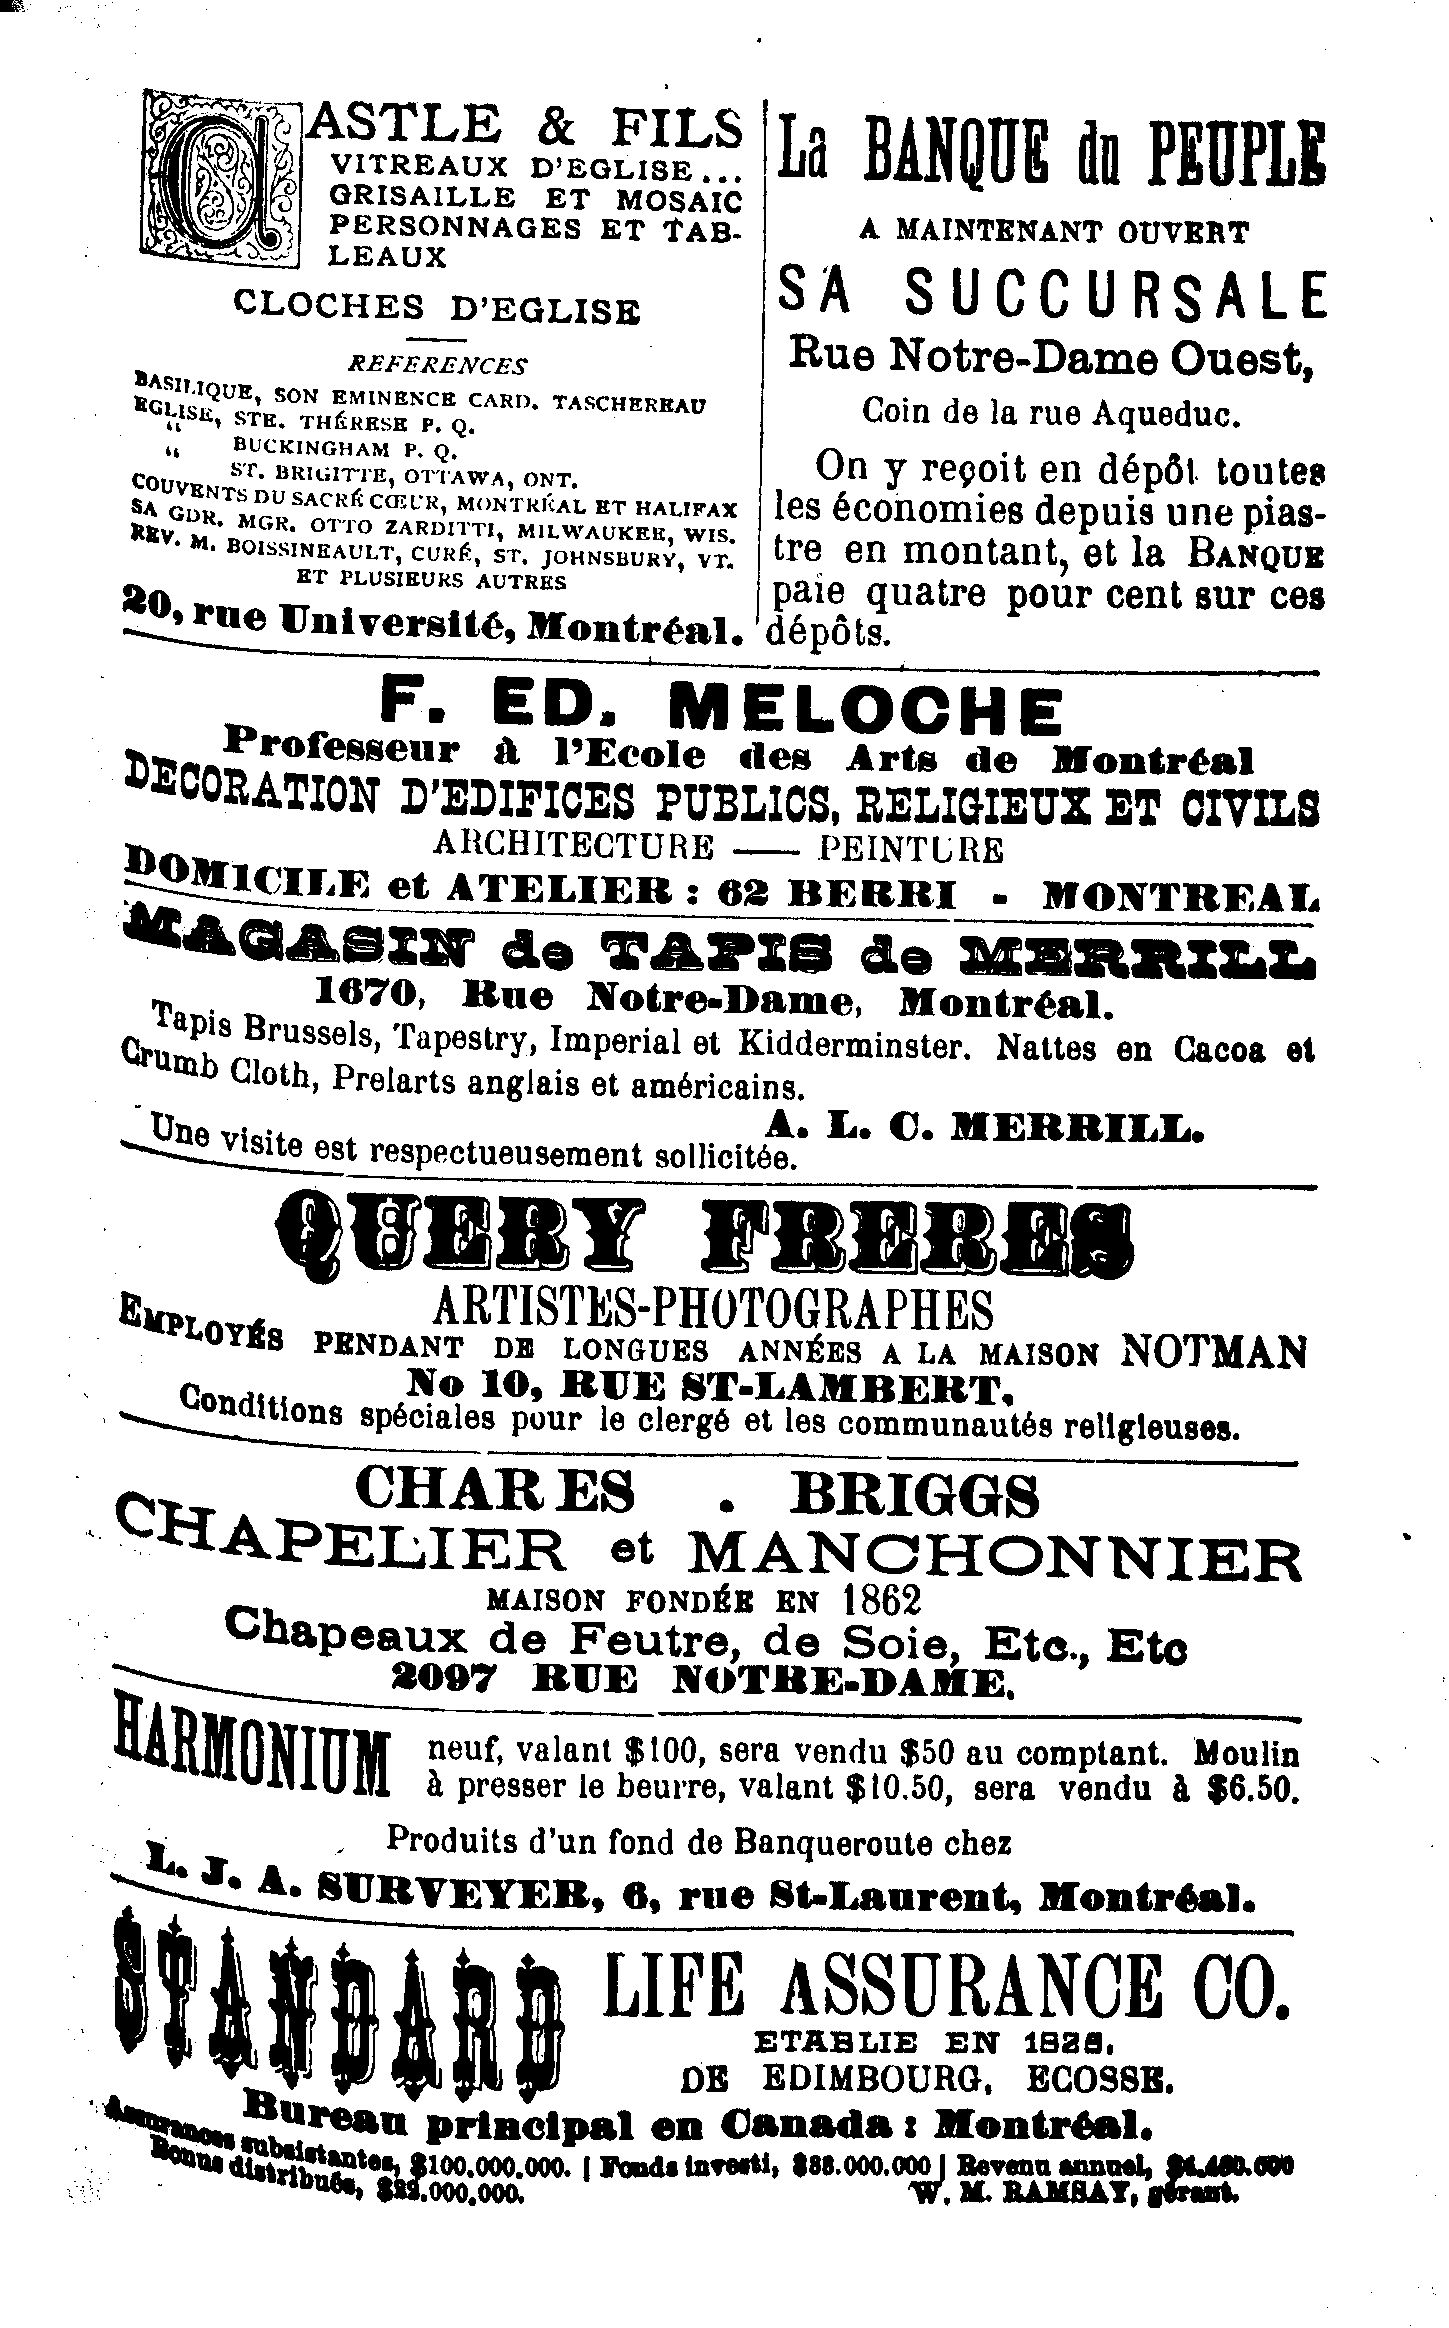 CASTLE & FILS
VITREAUX D'EGLISE...
GRISAILLE ET MOSAIC
PERSONNAGES ET TAB-
LEAUX
CLOCHES D'EGLISE
REFERENCES
BASILIQUE, SON EMINENCE CARD. TASCHEREAU
EGLISE, STE. THÉRESE P. Q.
“ BUCKINGHAM P. Q.
“ ST. BRIGITTE, OTTAWA, ONT.
COUVENTS DU SACRÉ CŒUR, MONTRÉAL ET HALIFAX
SA GDR. MGR. OTTO ZARDITTI, MILWAUKEE, WIS.
REV. M. BOISSINEAULT, CURÉ, ST. JOHNSBURY, VT.
ET PLUSIEURS AUTRES
20, rue Université, Montréal.
La BANQUE du PEUPLE
A MAINTENANT OUVERT
SA SUCCURSALE
Rue Notre-Dame Ouest,
Coin de la rue Aqueduc.
On y reçoit en dépôt toutes
les économies depuis une pias-
tre en montant, et la BANQUE
paie quatre pour cent sur ces
dépôts.
F. ED. MELOCHE
Professeur à l'Ecole des Arts de Montréal
DECORATION D'EDIFICES PUBLICS, RELIGIEUX ET CIVILS
ARCHITECTURE — PEINTURE
DOMICILE et ATELIER : 62 BERRI - MONTREAL
MAGASIN de TAPIS de MERRILL
1670, Rue Notre-Dame, Montréal.
Tapis Brussels, Tapestry, Imperial et Kidderminster. Nattes en Cacoa et
Crumb Cloth, Prelarts anglais et américains.
A. L. C. MERRILL.
Une visite est respectueusement sollicitée.
QUERY FRERES
ARTISTES-PHOTOGRAPHES
EMPLOYÉS PENDANT DE LONGUES ANNÉES A LA MAISON NOTMAN
No 10, RUE ST-LAMBERT.
Conditions spéciales pour le clergé et les communautés religieuses.
CHAR ES . BRIGGS
CHAPELIER et MANCHONNIER
MAISON FONDÉE EN 1862
Chapeaux de Feutre, de Soie, Etc., Etc
2097 RUE NOTRE-DAME.
HARMONIUM neuf, valant $100, sera vendu $50 au comptant. Moulin
à presser le beurre, valant $10.50, sera vendu à $6.50.
Produits d'un fond de Banqueroute chez
L. J. A. SURVEYER, 6, rue St-Laurent, Montréal.
STANDARD LIFE ASSURANCE CO.
ETABLIE EN
DE EDIMBOURG, ECOSSE.
Bureau principal en Canada : Montréal.
Assurances subsistantes, $100.000.000. | Fonds investi, | Revenu annuel,
Bonus distribués, $22.000.000.
W. M. RAMSAY, gérant.